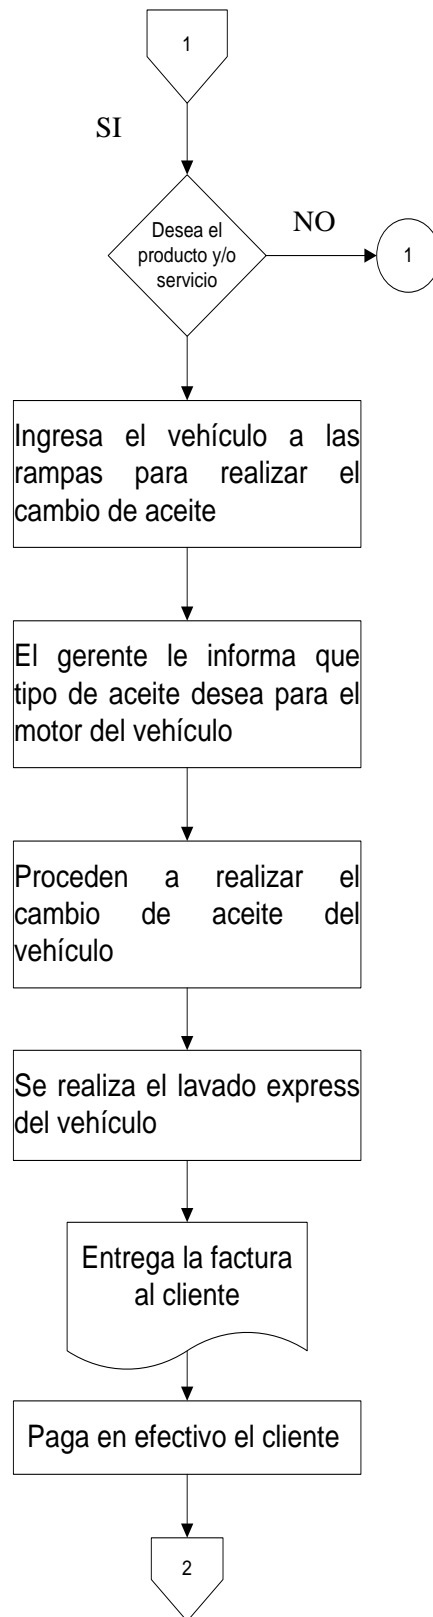 1
SI
Desea el
producto y/o
servicio
NO
1
Ingresa el vehículo a las
rampas para realizar el
cambio de aceite
El gerente le informa que
tipo de aceite desea para el
motor del vehículo
Proceden a realizar el
cambio de aceite del
vehículo
Se realiza el lavado express
del vehículo
Entrega la factura
al cliente
Paga en efectivo el cliente
2